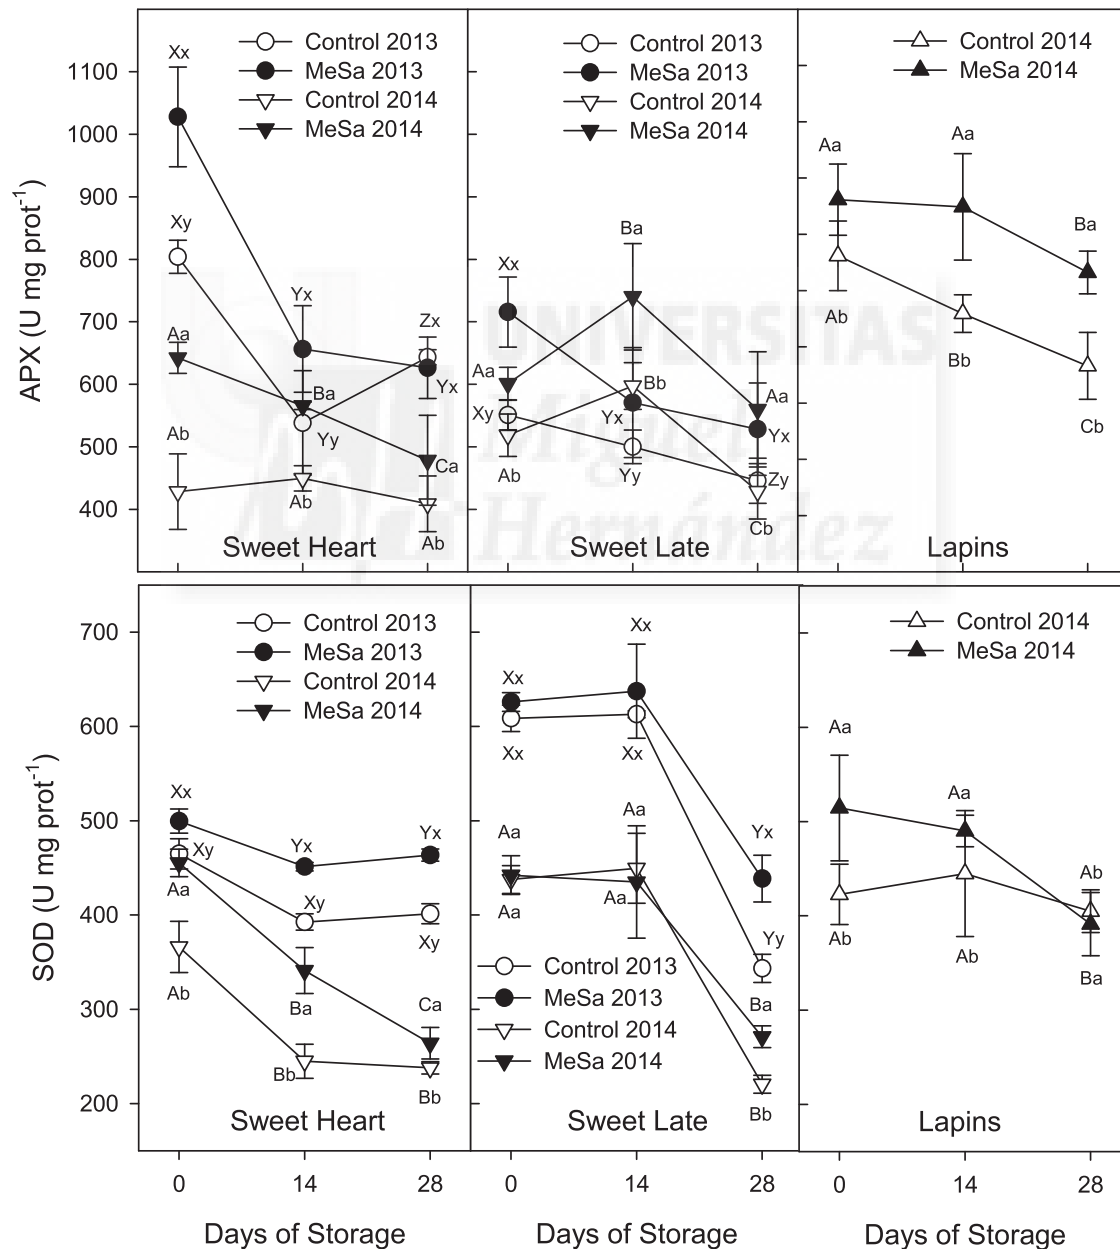 Control 2013
MeSa 2013
Control 2014
MeSa 2014
Control 2013
MeSa 2013
Control 2014
MeSa 2014
Control 2014
MeSa 2014
APX (U mg prot⁻¹)
1100
1000
900
800
700
600
500
400
Xx
Xy
Aa
Ab
Yx
Ba
Yy
Ab
Zx
Yx
Ca
Ab
Sweet Heart
Xx
Aa
Xy
Ab
Ba
Bb
Yx
Yy
Aa
Yx
Zy
Cb
Sweet Late
Aa
Ab
Aa
Bb
Ba
Cb
Lapins
UNIVERSITAS
Miguel
Hernández
Control 2013
MeSa 2013
Control 2014
MeSa 2014
Control 2014
MeSa 2014
SOD (U mg prot⁻¹)
700
600
500
400
300
200
Xx
Xy
Aa
Ab
Yx
Xy
Ba
Bb
Yx
Xy
Ca
Bb
Sweet Heart
Xx
Xx
Aa
Aa
Xx
Xx
Aa
Aa
Yx
Yy
Ba
Bb
Control 2013
MeSa 2013
Control 2014
MeSa 2014
Sweet Late
Aa
Ab
Aa
Ab
Ab
Ba
Lapins
0 14 28 0 14 28 0 14 28
Days of Storage Days of Storage Days of Storage